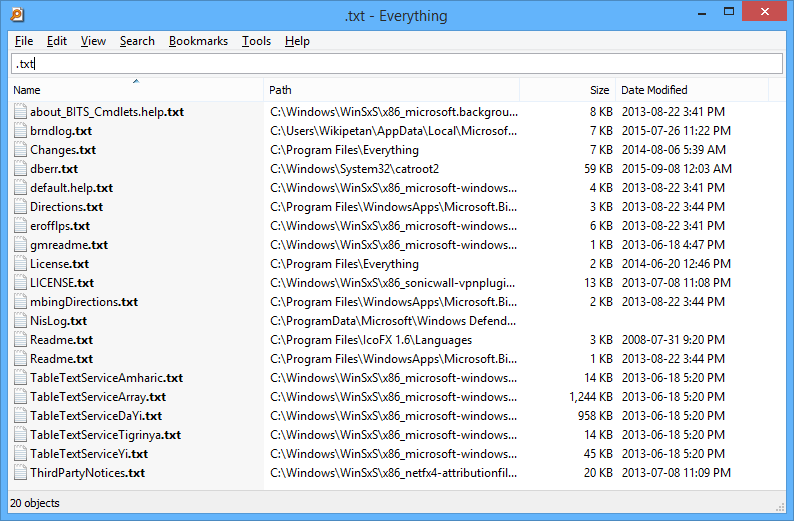 .txt - Everything
File Edit View Search Bookmarks Tools Help
.txt
Name Path Size Date Modified
about_BITS_Cmdlets.help.txt C:\Windows\WinSxS\x86_microsoft.backgrou... 8 KB 2013-08-22 3:41 PM
brndlog.txt C:\Users\Wikipetan\AppData\Local\Microsof... 7 KB 2015-07-26 11:22 PM
Changes.txt C:\Program Files\Everything 7 KB 2014-08-06 5:39 AM
dberr.txt C:\Windows\System32\catroot2 59 KB 2015-09-08 12:03 AM
default.help.txt C:\Windows\WinSxS\x86_microsoft-windows... 4 KB 2013-08-22 3:41 PM
Directions.txt C:\Program Files\WindowsApps\Microsoft.Bi... 3 KB 2013-08-22 3:44 PM
erofflps.txt C:\Windows\WinSxS\x86_microsoft-windows... 6 KB 2013-08-22 3:41 PM
gmreadme.txt C:\Windows\WinSxS\x86_microsoft-windows... 1 KB 2013-06-18 4:47 PM
License.txt C:\Program Files\Everything 2 KB 2014-06-20 12:46 PM
LICENSE.txt C:\Windows\WinSxS\x86_sonicwall-vpnplugi... 13 KB 2013-07-08 11:08 PM
mbingDirections.txt C:\Program Files\WindowsApps\Microsoft.Bi... 2 KB 2013-08-22 3:44 PM
NisLog.txt C:\ProgramData\Microsoft\Windows Defend...
Readme.txt C:\Program Files\IcoFX 1.6\Languages 3 KB 2008-07-31 9:20 PM
Readme.txt C:\Program Files\WindowsApps\Microsoft.Bi... 1 KB 2013-08-22 3:44 PM
TableTextServiceAmharic.txt C:\Windows\WinSxS\x86_microsoft-windows... 14 KB 2013-06-18 5:20 PM
TableTextServiceArray.txt C:\Windows\WinSxS\x86_microsoft-windows... 1,244 KB 2013-06-18 5:20 PM
TableTextServiceDaYi.txt C:\Windows\WinSxS\x86_microsoft-windows... 958 KB 2013-06-18 5:20 PM
TableTextServiceTigrinya.txt C:\Windows\WinSxS\x86_microsoft-windows... 14 KB 2013-06-18 5:20 PM
TableTextServiceYi.txt C:\Windows\WinSxS\x86_microsoft-windows... 45 KB 2013-06-18 5:20 PM
ThirdPartyNotices.txt C:\Windows\WinSxS\x86_netfx4-attributionfil... 20 KB 2013-07-08 11:09 PM
20 objects